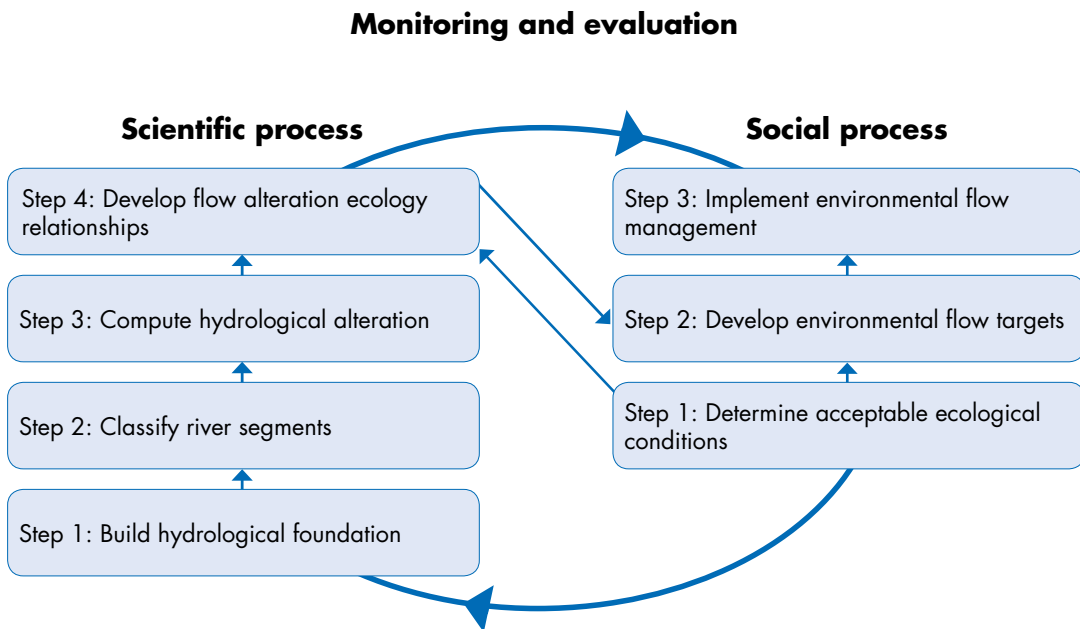 Monitoring and evaluation
Scientific process
Step 4: Develop flow alteration ecology
relationships
Step 3: Compute hydrological alteration
Step 2: Classify river segments
Step 1: Build hydrological foundation
Social process
Step 3: Implement environmental flow
management
Step 2: Develop environmental flow targets
Step 1: Determine acceptable ecological
conditions